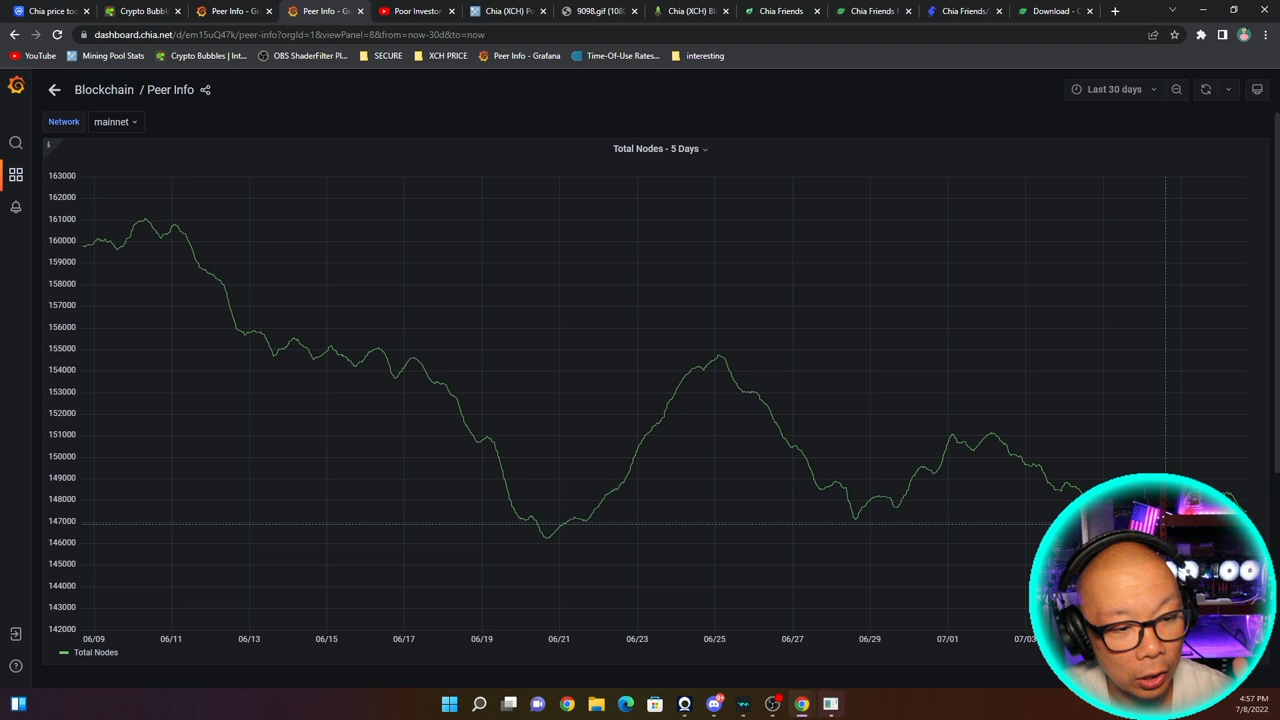 Chia price too
Crypto Bubbl
Peer Info - Gr
Peer Info - Gr
Poor Investor
Chia (XCH) Po
9098.gif (1080
Chia (XCH) Bl
Chia Friends
Chia Friends !
Chia Friends/
Download - C
dashboard.chia.net/d/em15uQ47k/peer-info?orgId=1&viewPanel=8&from=now-30d&to=now
YouTube
Mining Pool Stats
Crypto Bubbles | Int...
OBS ShaderFilter Pl...
SECURE
XCH PRICE
Peer Info - Grafana
Time-Of-Use Rates...
interesting
Blockchain / Peer Info
Last 30 days
Network
mainnet
i
Total Nodes - 5 Days
163000
162000
161000
160000
159000
158000
157000
156000
155000
154000
153000
152000
151000
150000
149000
148000
147000
146000
145000
144000
143000
142000
06/09
06/11
06/13
06/15
06/17
06/19
06/21
06/23
06/25
06/27
06/29
07/01
07/03
Total Nodes
4:57 PM
7/8/2022